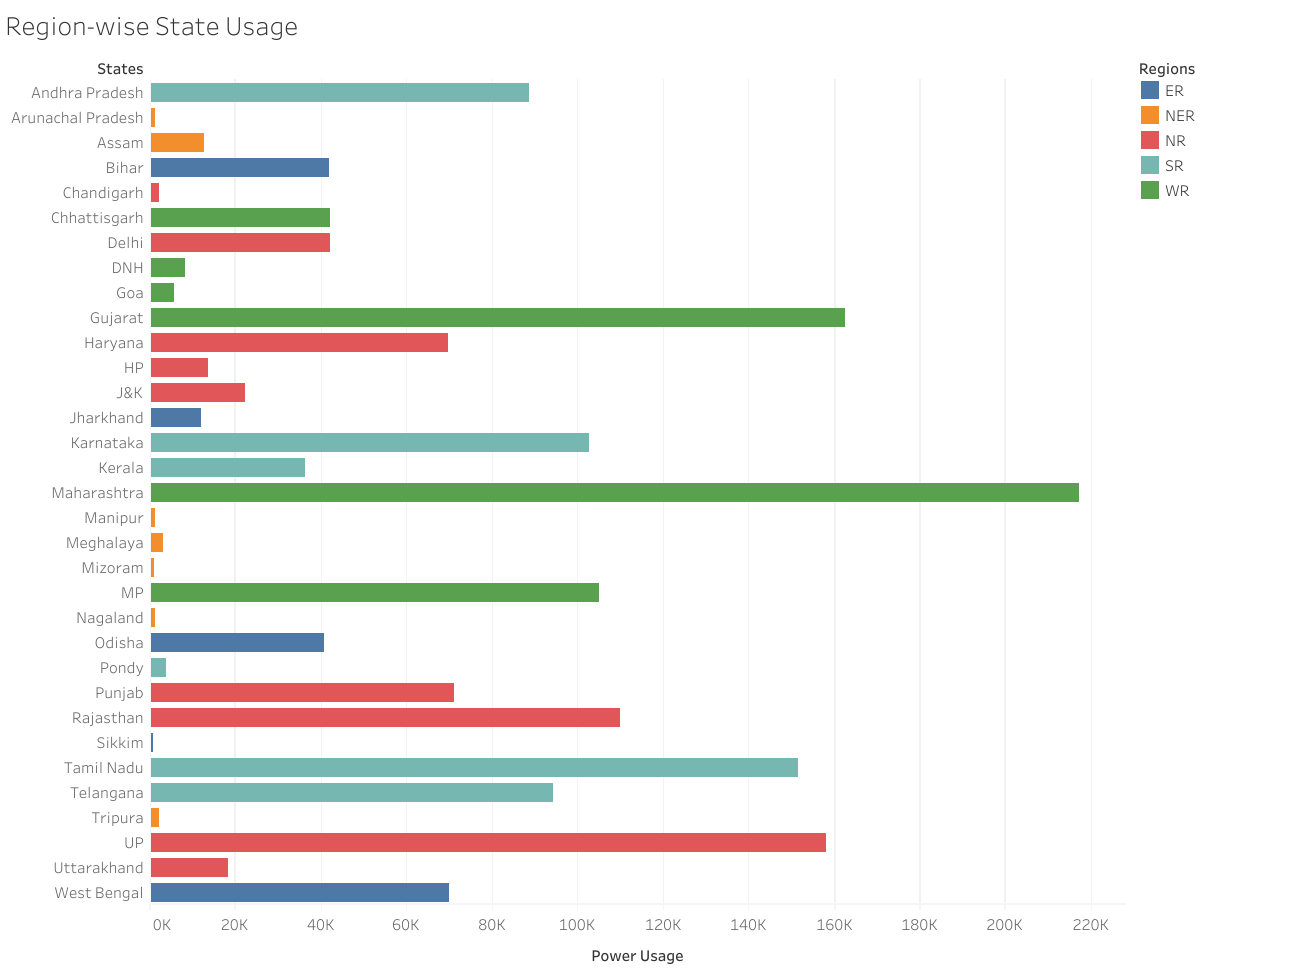 Region-wise State Usage
States
Regions
Andhra Pradesh
ER
Arunachal Pradesh
NER
Assam
NR
Bihar
SR
Chandigarh
WR
Chhattisgarh
Delhi
DNH
Goa
Gujarat
Haryana
HP
J&K
Jharkhand
Karnataka
Kerala
Maharashtra
Manipur
Meghalaya
Mizoram
MP
Nagaland
Odisha
Pondy
Punjab
Rajasthan
Sikkim
Tamil Nadu
Telangana
Tripura
UP
Uttarakhand
West Bengal
0K 20K 40K 60K 80K 100K 120K 140K 160K 180K 200K 220K
Power Usage